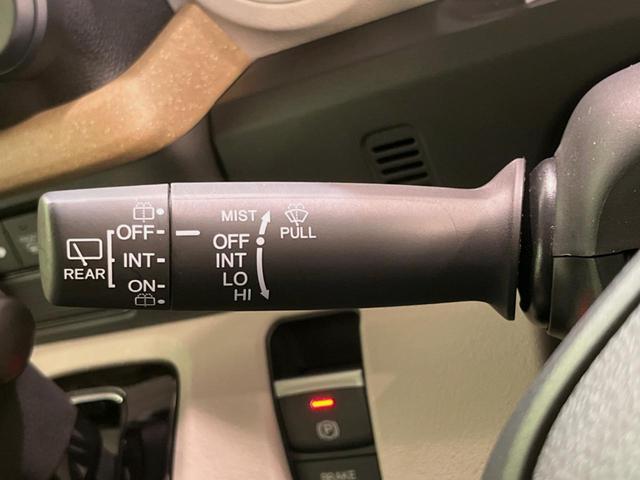 MIST
PULL
OFF
INT
LO
HI
OFF
REAR
INT
ON
P
BRAKE